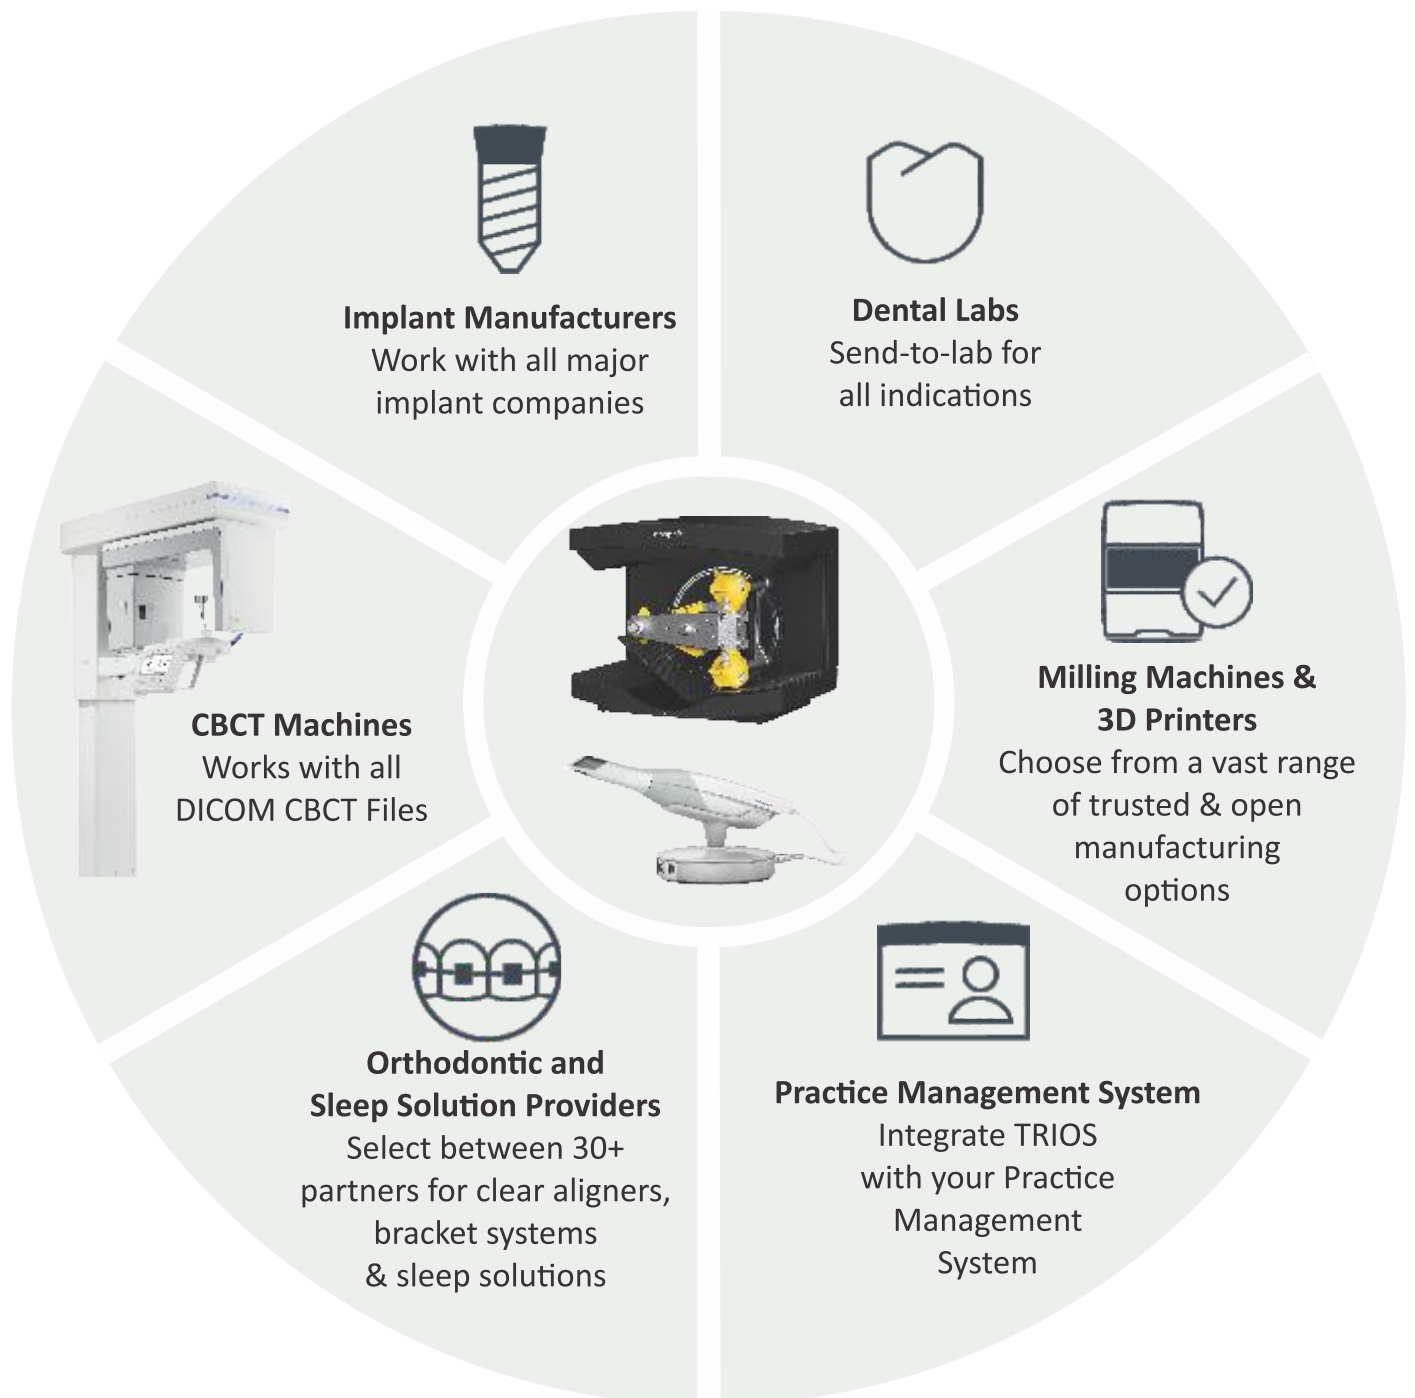 Implant Manufacturers
Work with all major
implant companies
Dental Labs
Send-to-lab for
all indications
Milling Machines &
3D Printers
Choose from a vast range
of trusted & open
manufacturing
options
CBCT Machines
Works with all
DICOM CBCT Files
Orthodontic and
Sleep Solution Providers
Select between 30+
partners for clear aligners,
bracket systems
& sleep solutions
Practice Management System
Integrate TRIOS
with your Practice
Management
System